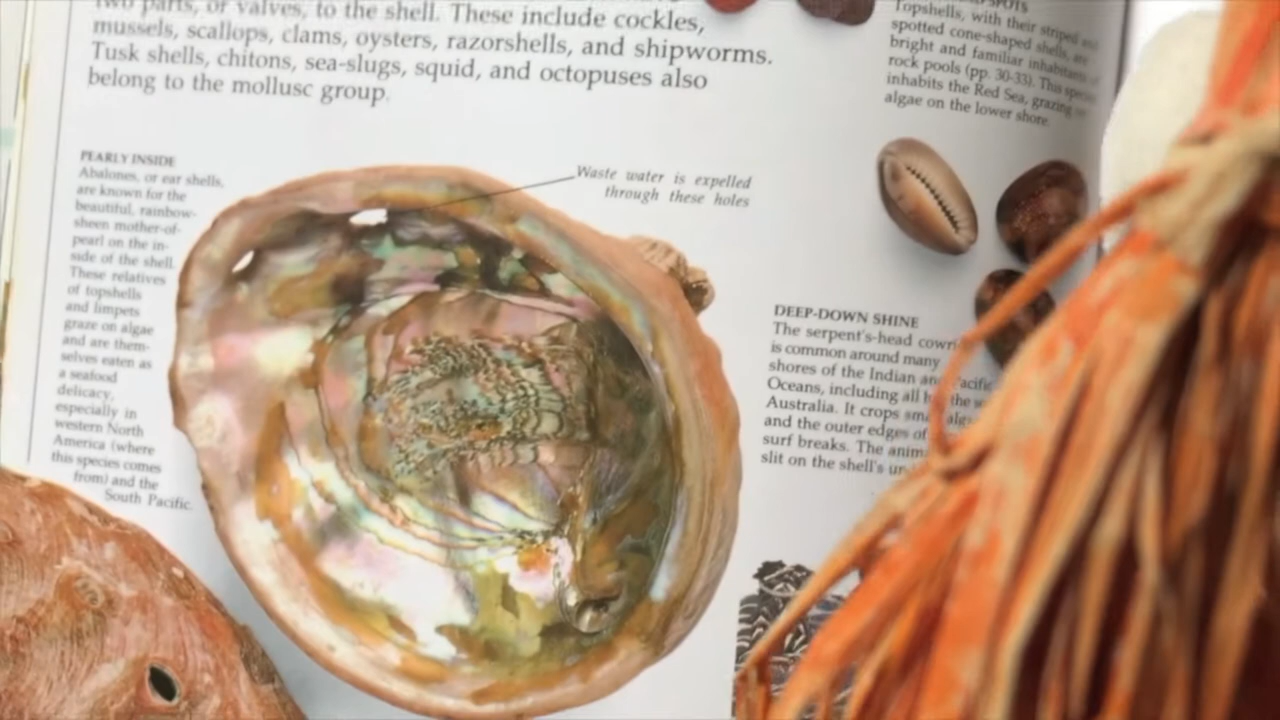 two parts, or valves, to the shell. These include cockles,
mussels, scallops, clams, oysters, razorshells, and shipworms.
Tusk shells, chitons, sea-slugs, squid, and octopuses also
belong to the mollusc group.
PEARLY INSIDE
Abalones, or ear shells,
are known for the
beautiful, rainbow-
sheen mother-of-
pearl on the in-
side of the shell.
These relatives
of topshells
and limpets
graze on algae
and are them-
selves eaten as
a seafood
delicacy,
especially in
western North
America (where
this species comes
from) and the
South Pacific.
Waste water is expelled
through these holes
SPOTS
Topshells, with their striped and
spotted cone-shaped shells, are
bright and familiar inhabitants of
rock pools (pp. 30-33). This species
inhabits the Red Sea, grazing on
algae on the lower shore.
DEEP-DOWN SHINE
The serpent's-head
is common around many
shores of the Indian and Pacific
Oceans, including all the
Australia. It crops
and the outer edges of
surf breaks. The
slit on the shell's